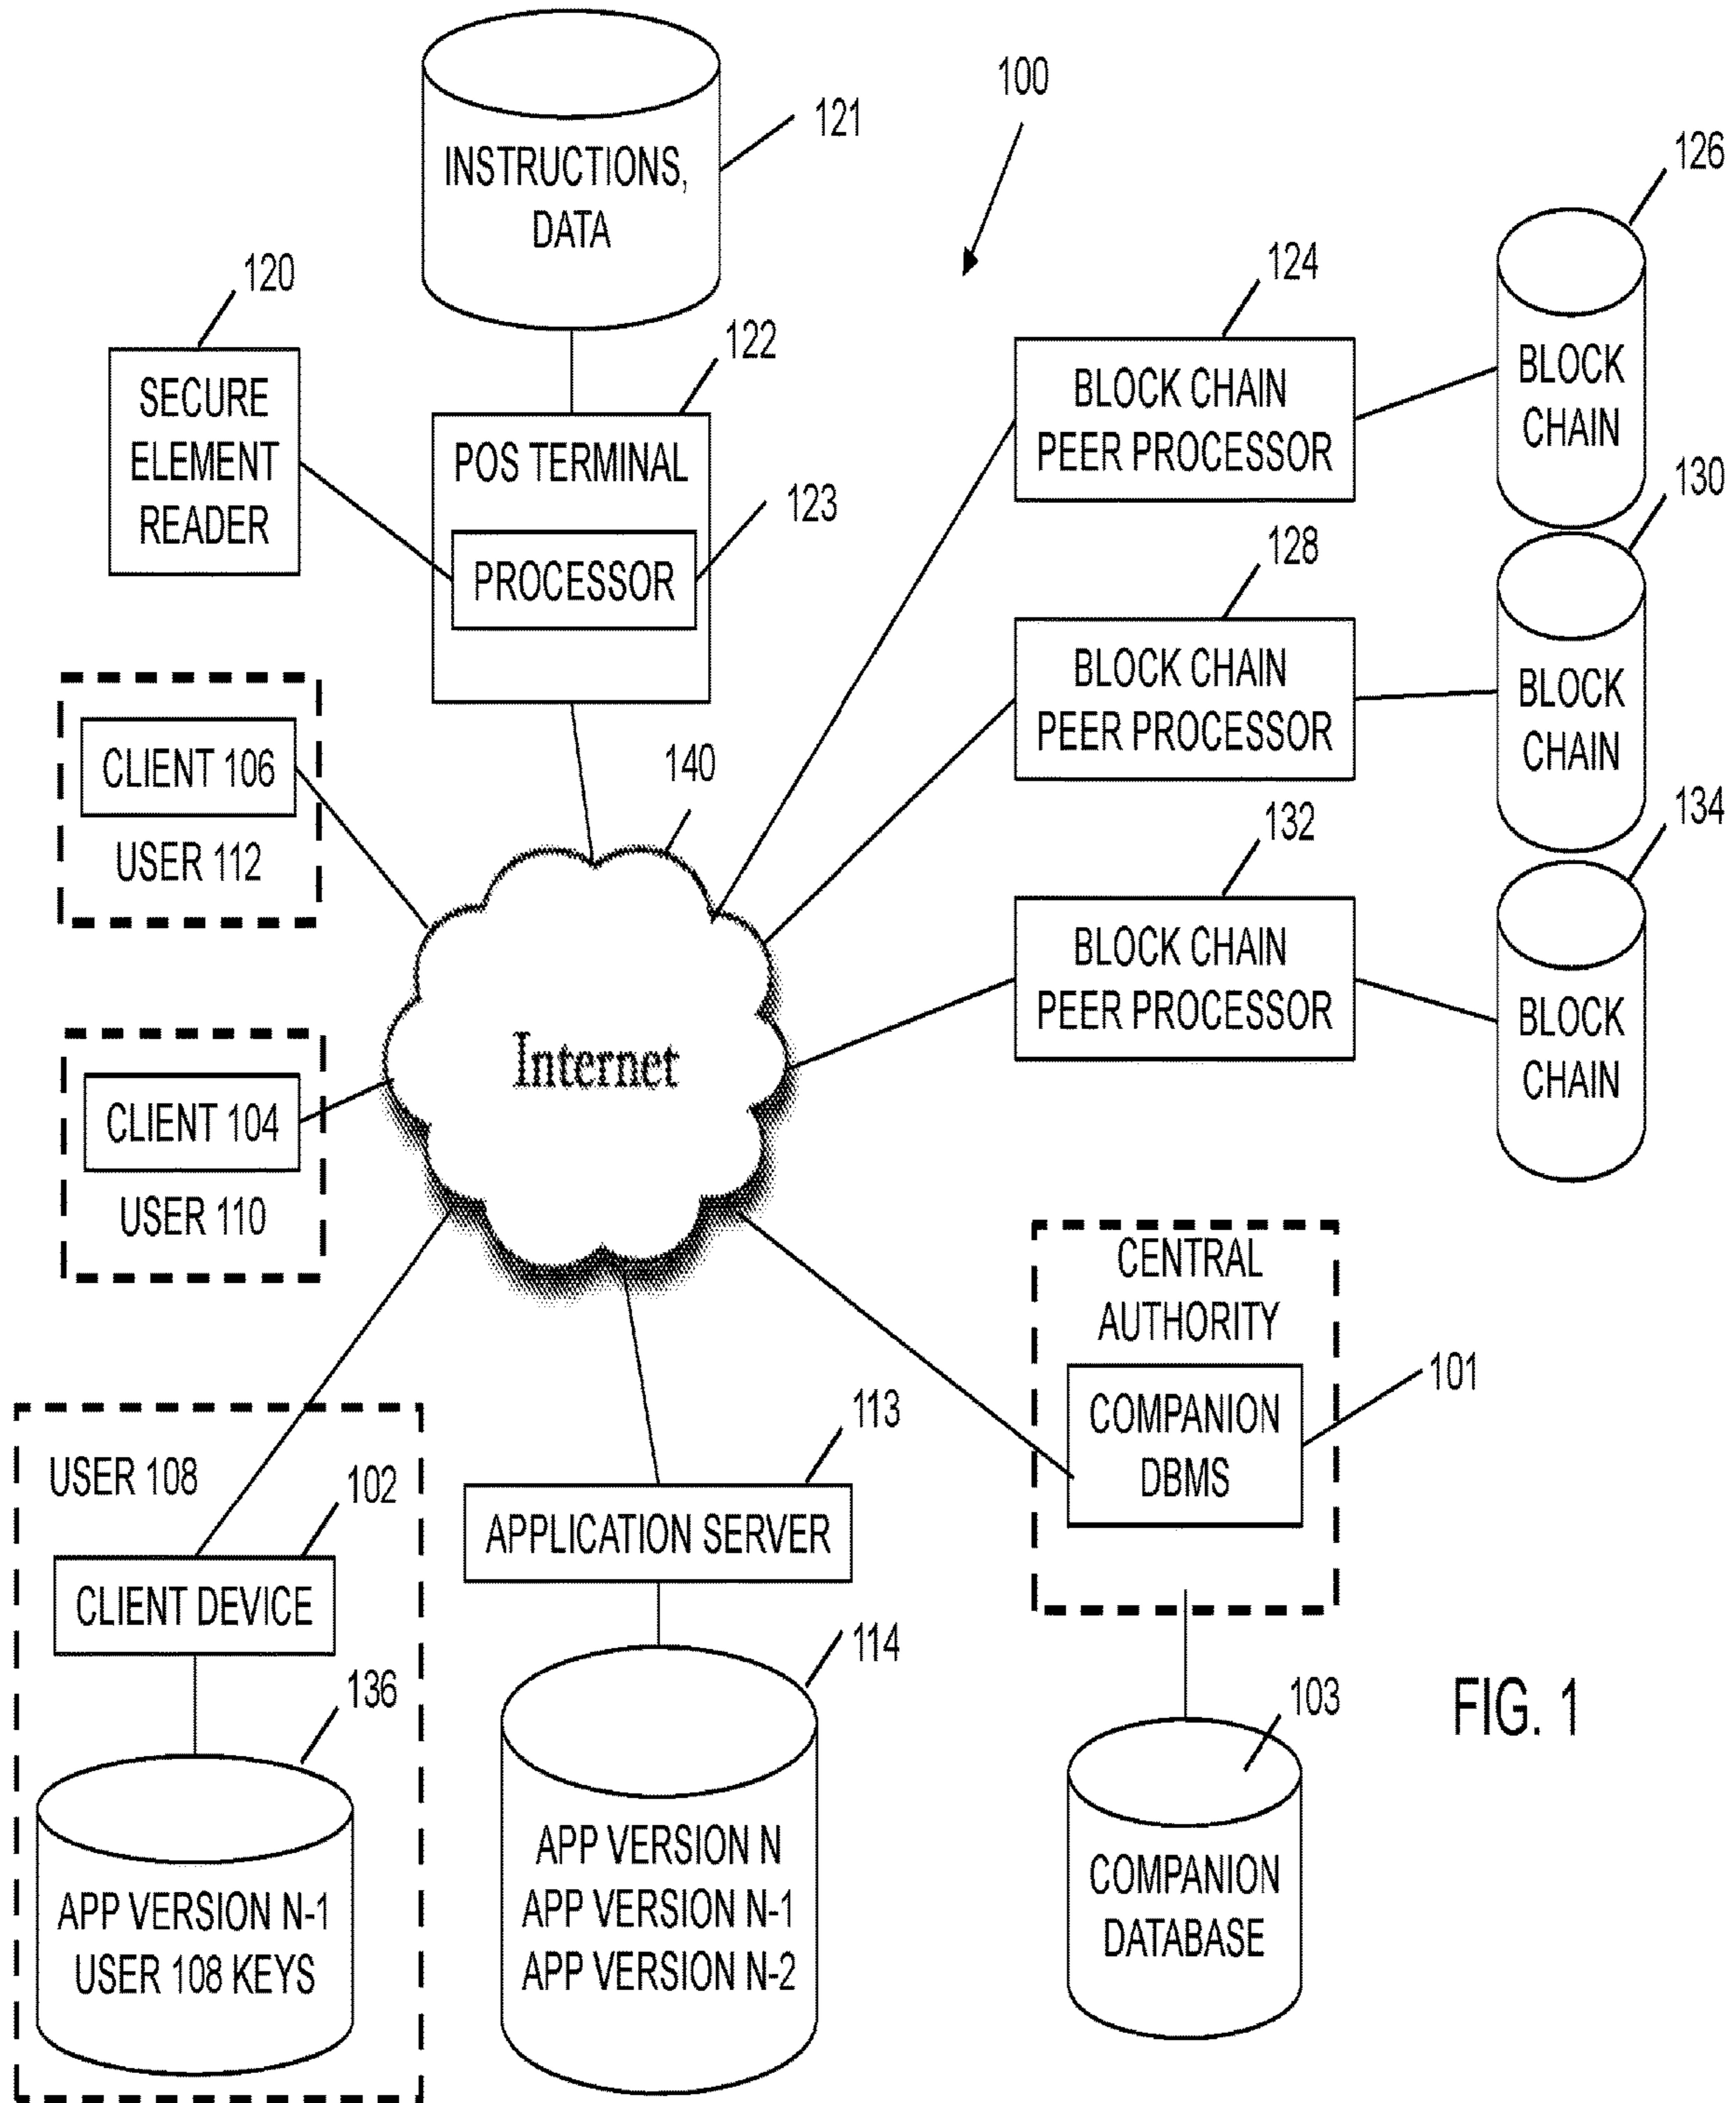 100
121
INSTRUCTIONS,
DATA
126
120
124
122
SECURE
ELEMENT
READER
POS TERMINAL
BLOCK CHAIN
PEER PROCESSOR
BLOCK
CHAIN
123
130
PROCESSOR
128
BLOCK CHAIN
PEER PROCESSOR
BLOCK
CHAIN
CLIENT 106
USER 112
140
132
134
BLOCK CHAIN
PEER PROCESSOR
BLOCK
CHAIN
Internet
CLIENT 104
USER 110
CENTRAL
AUTHORITY
101
COMPANION
DBMS
113
USER 108
102
APPLICATION SERVER
CLIENT DEVICE
114
136
103
FIG. 1
APP VERSION N
APP VERSION N-1
APP VERSION N-2
COMPANION
DATABASE
APP VERSION N-1
USER 108 KEYS